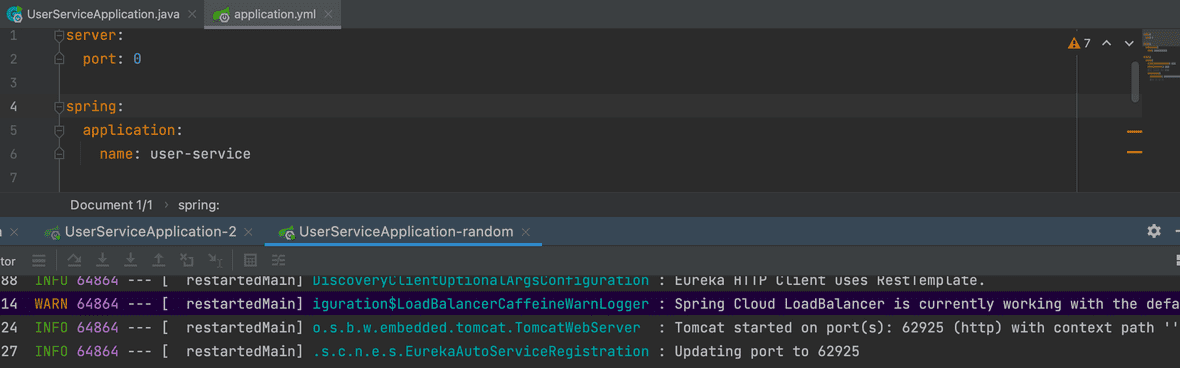 UserServiceApplication.java
application.yml
1 server:
2 port: 0
7
3
4 spring:
5 application:
6 name: user-service
7
Document 1/1 spring:
UserServiceApplication-2
UserServiceApplication-random
tor
88 INFO 64864 --- [ restartedMain] DiscoveryClientOptionalArgsConfiguration : Eureka HTTP Client uses RestTemplate.
14 WARN 64864 --- [ restartedMain] iguration$LoadBalancerCaffeineWarnLogger : Spring Cloud LoadBalancer is currently working with the defa
24 INFO 64864 --- [ restartedMain] o.s.b.w.embedded.tomcat.TomcatWebServer : Tomcat started on port(s): 62925 (http) with context path ''
27 INFO 64864 --- [ restartedMain] .s.c.n.e.s.EurekaAutoServiceRegistration : Updating port to 62925